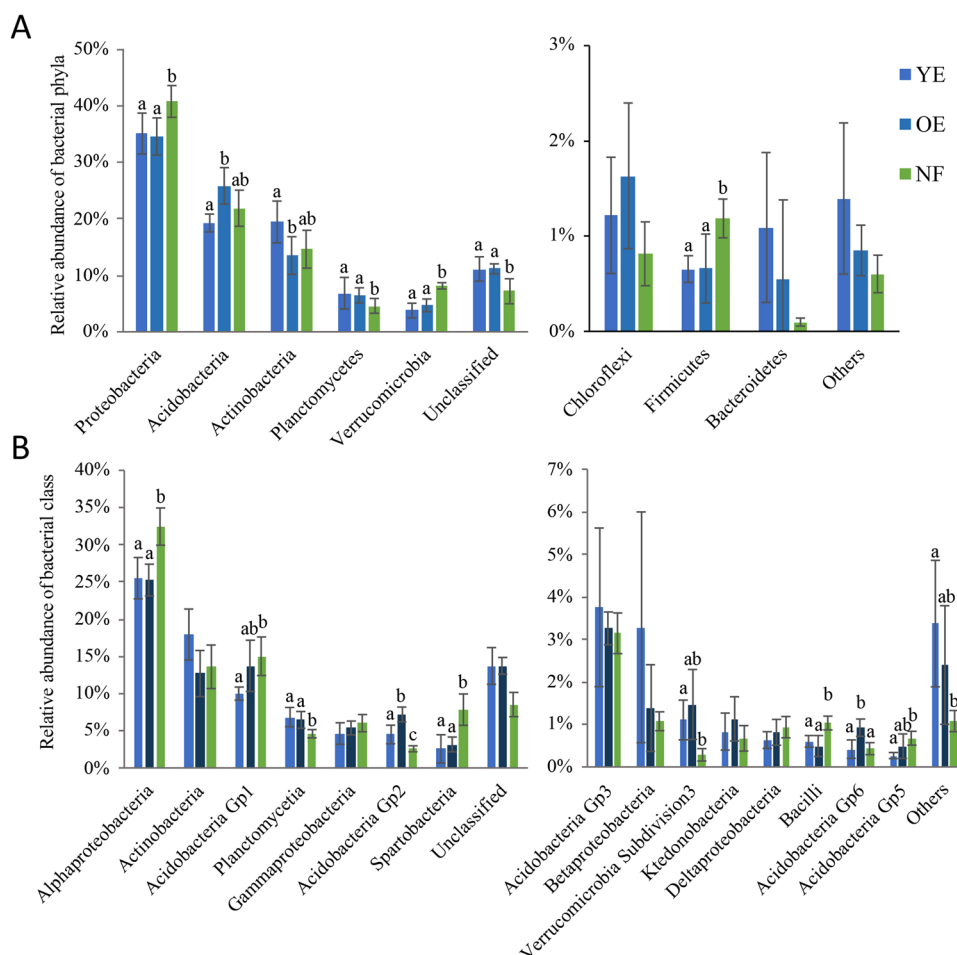 A
Relative abundance of bacterial phyla
50%
40%
30%
20%
10%
0%
a a b
a b ab
a b ab
a a b
a a b
a a b
Proteobacteria
Acidobacteria
Actinobacteria
Planctomycetes
Verrucomicrobia
Unclassified
3%
2%
1%
0%
a a b
Chloroflexi
Firmicutes
Bacteroidetes
Others
YE
OE
NF
B
Relative abundance of bacterial class
40%
35%
30%
25%
20%
15%
10%
5%
0%
a a b
a ab b
a a b
a b c
a a b
Alphaproteobacteria
Actinobacteria
Acidobacteria Gp1
Planctomycetia
Gammaproteobacteria
Acidobacteria Gp2
Spartobacteria
Unclassified
7%
6%
5%
4%
3%
2%
1%
0%
a ab b
a a b
a b a
a ab b
a ab b
Acidobacteria Gp3
Betaproteobacteria
Verrucomicrobia Subdivision3
Ktedonobacteria
Deltaproteobacteria
Bacilli
Acidobacteria Gp6
Acidobacteria Gp5
Others